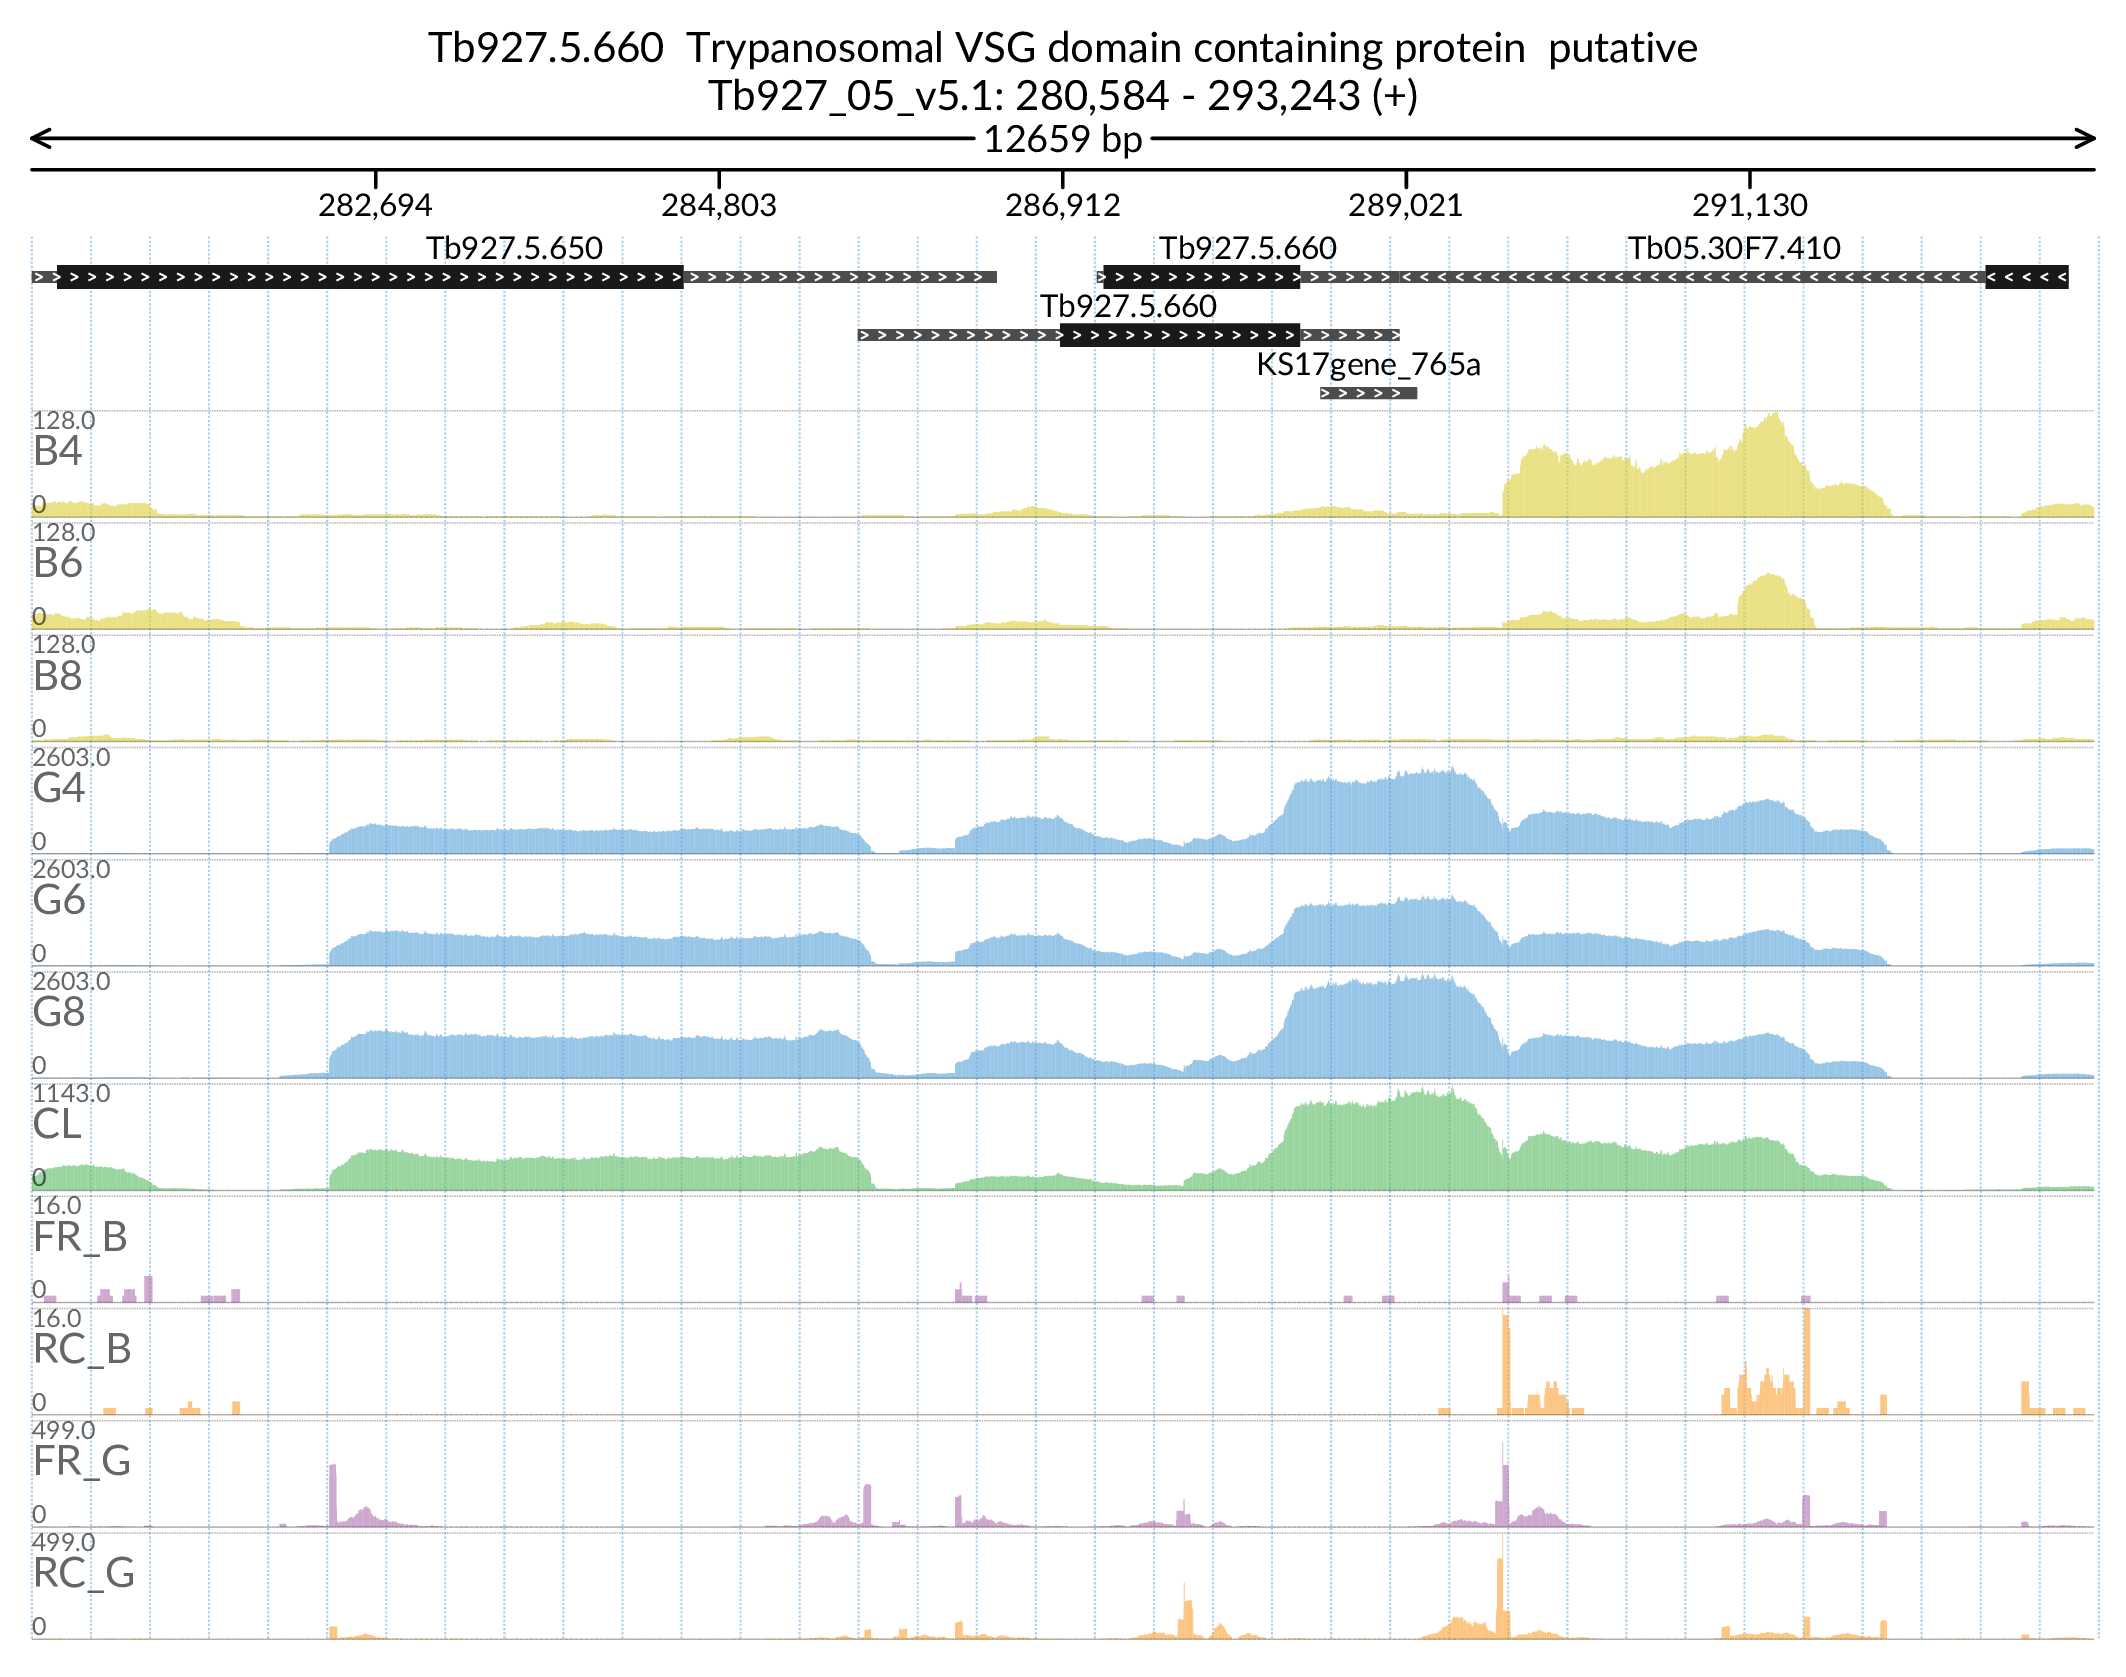 Tb927.5.660  Trypanosomal VSG domain containing protein  putative
Tb927_05_v5.1: 280,584 - 293,243 (+)
12659 bp
282,694 284,803 286,912 289,021 291,130
Tb927.5.650 Tb927.5.660 Tb05.30F7.410
Tb927.5.660
KS17gene_765a
128.0
B4
0
128.0
B6
0
128.0
B8
0
2603.0
G4
0
2603.0
G6
0
2603.0
G8
0
1143.0
CL
0
16.0
FR_B
0
16.0
RC_B
0
499.0
FR_G
0
499.0
RC_G
0